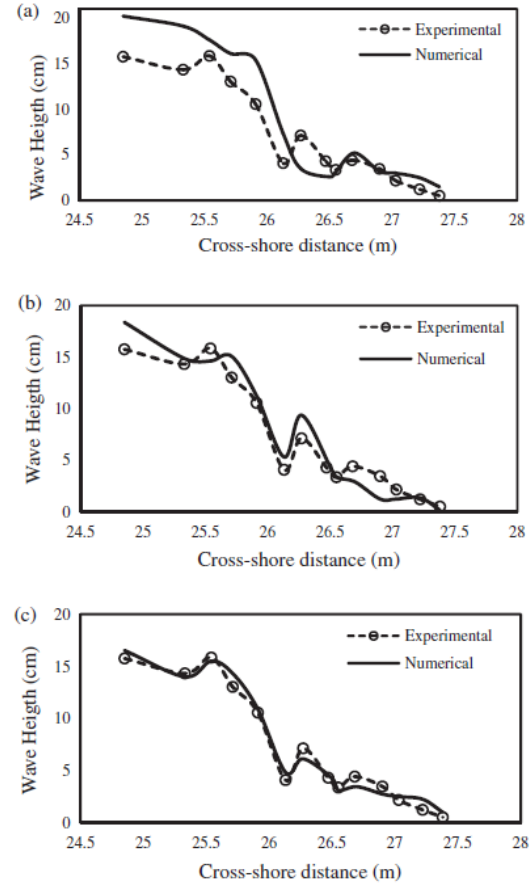 (a)
20
15
10
5
0
Wave Heigth (cm)
Experimental
Numerical
24.5 25 25.5 26 26.5 27 27.5 28
Cross-shore distance (m)
(b)
20
15
10
5
0
Wave Heigth (cm)
Experimental
Numerical
24.5 25 25.5 26 26.5 27 27.5 28
Cross-shore distance (m)
(c)
20
15
10
5
0
Wave Heigth (cm)
Experimental
Numerical
24.5 25 25.5 26 26.5 27 27.5 28
Cross-shore distance (m)